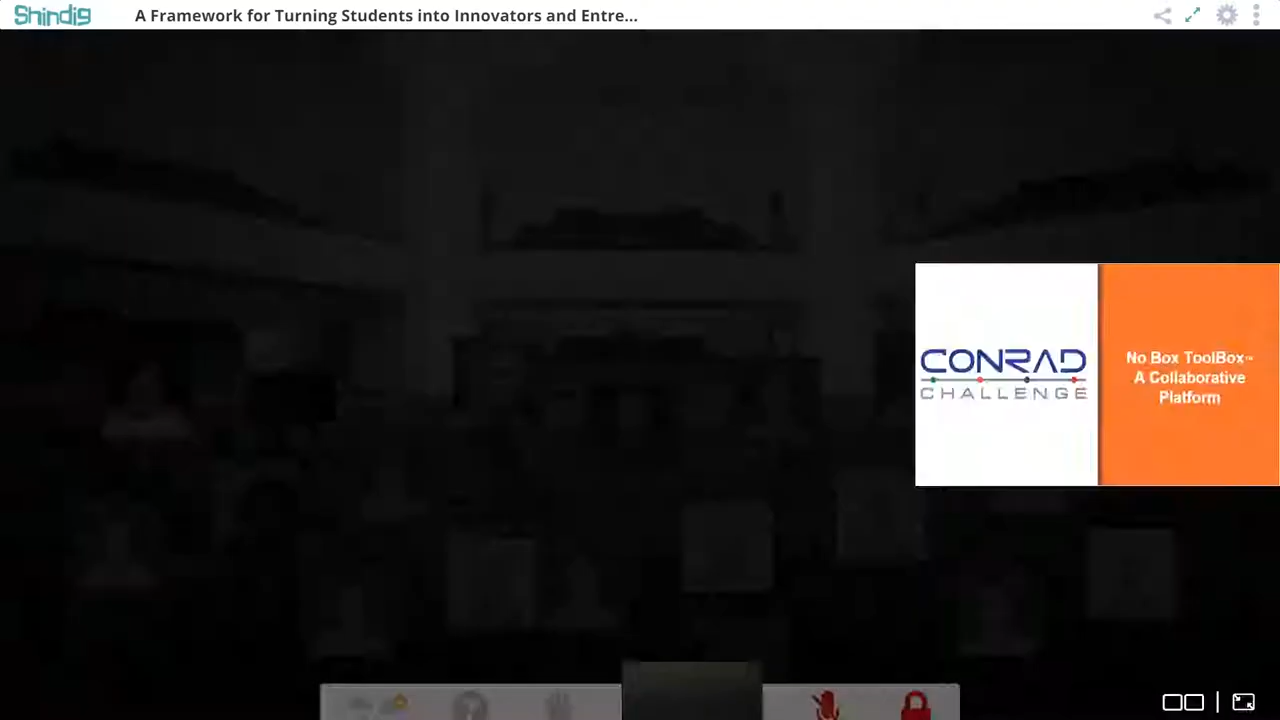 Shindig
A Framework for Turning Students into Innovators and Entre...
CONRAD
CHALLENGE
No Box ToolBox™
A Collaborative
Platform